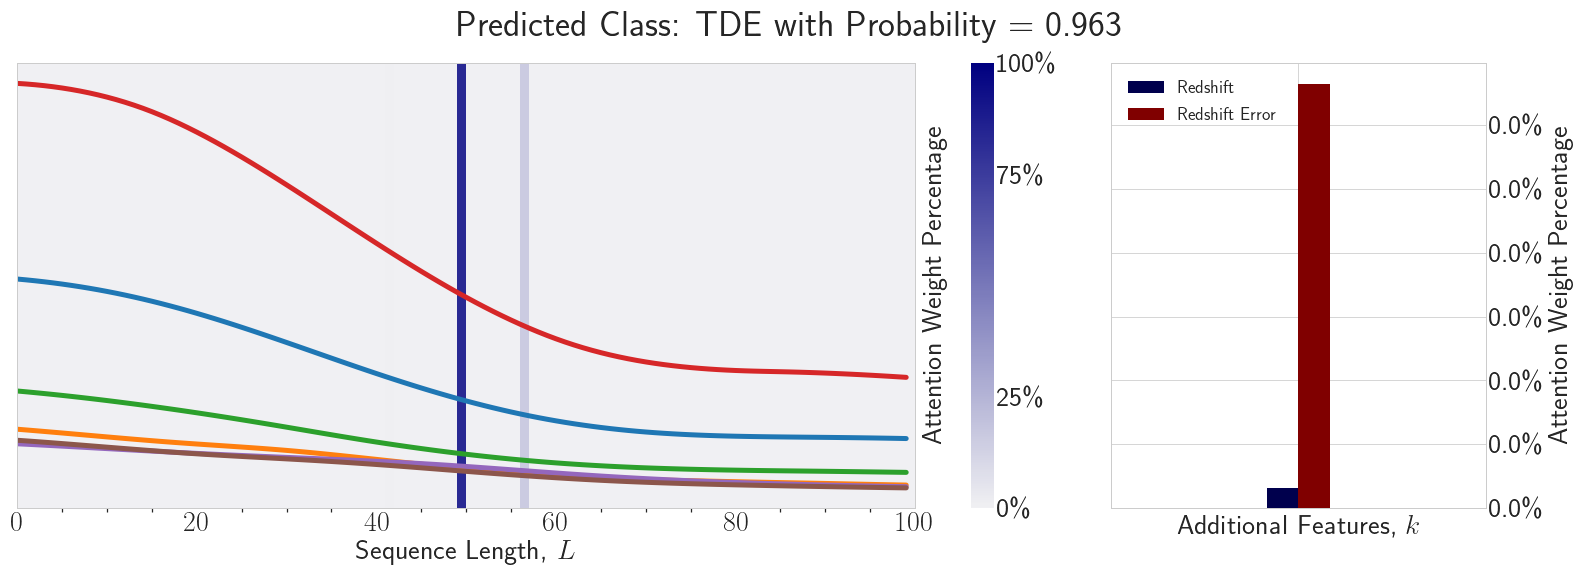 Predicted Class: TDE with Probability = 0.963
0 20 40 60 80 100
Sequence Length, L
100%
75%
25%
0%
Attention Weight Percentage
Redshift
Redshift Error
0.0%
0.0%
0.0%
0.0%
0.0%
0.0%
0.0%
Attention Weight Percentage
Additional Features, k